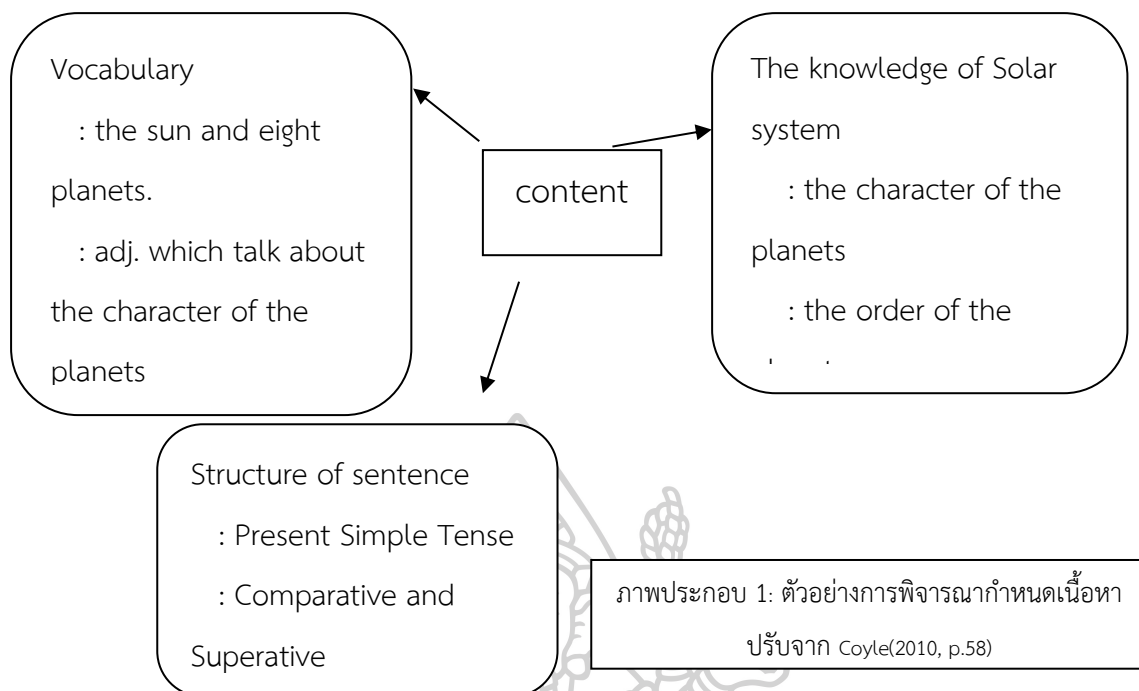 Vocabulary
: the sun and eight
planets.
: adj. which talk about
the character of the
planets
content
The knowledge of Solar
system
: the character of the
planets
: the order of the
Structure of sentence
: Present Simple Tense
: Comparative and
Superative
ภาพประกอบ 1: ตัวอย่างการพิจารณากำหนดเนื้อหา
ปรับจาก Coyle(2010, p.58)